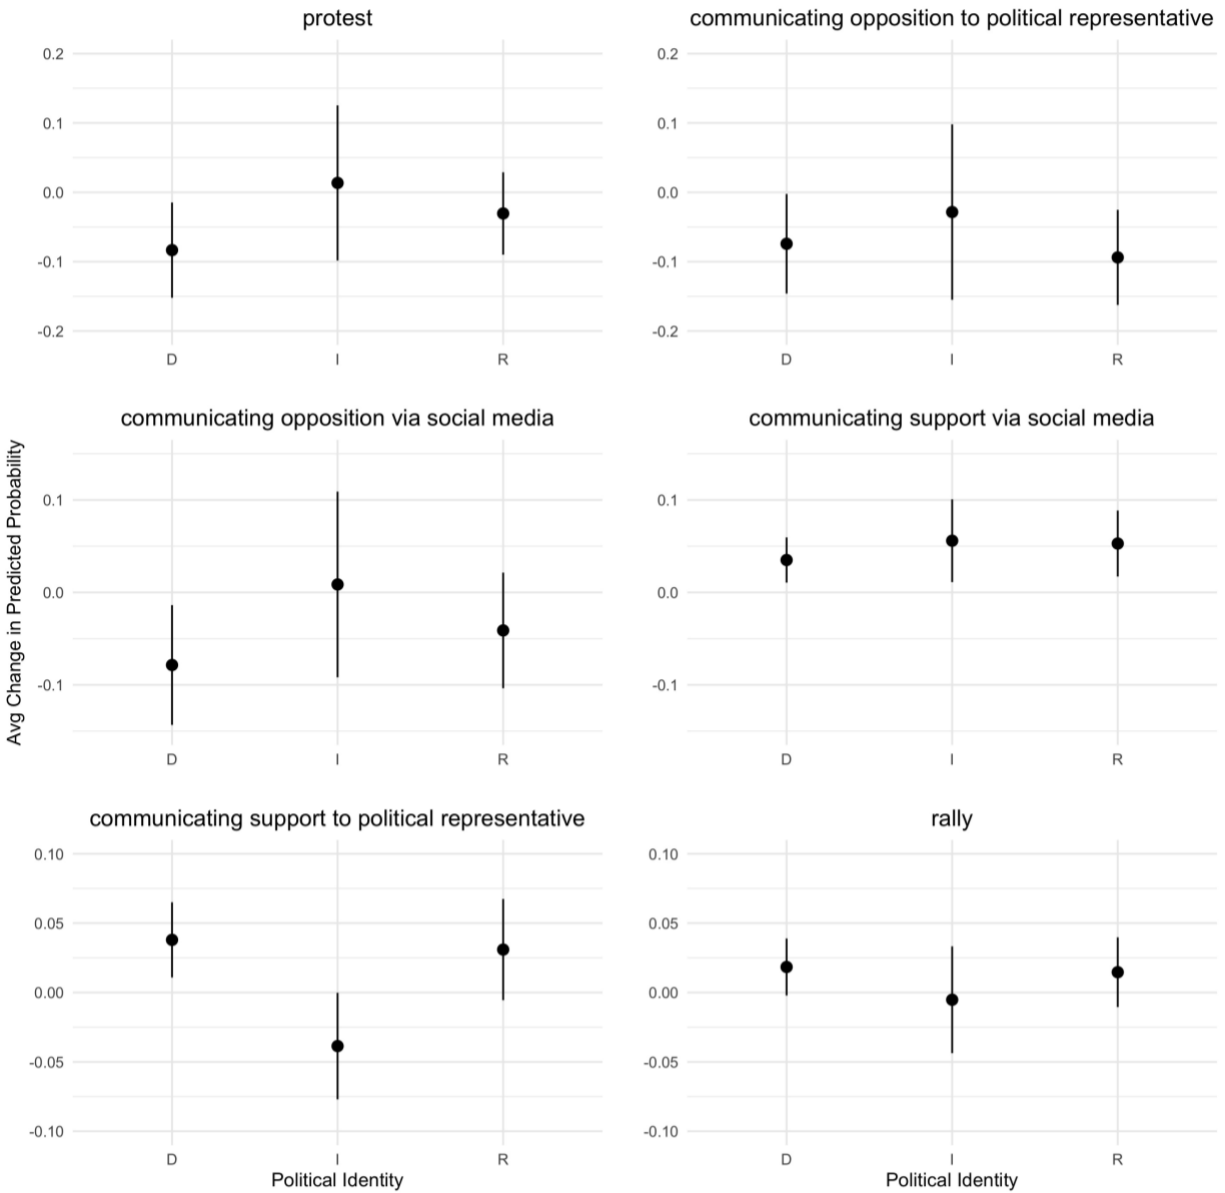 protest
0.2
0.1
0.0
-0.1
-0.2
D I R
communicating opposition to political representative
0.2
0.1
0.0
-0.1
-0.2
D I R
Avg Change in Predicted Probability
communicating opposition via social media
0.1
0.0
-0.1
D I R
communicating support via social media
0.1
0.0
-0.1
D I R
communicating support to political representative
0.10
0.05
0.00
-0.05
-0.10
D I R
Political Identity
rally
0.10
0.05
0.00
-0.05
-0.10
D I R
Political Identity